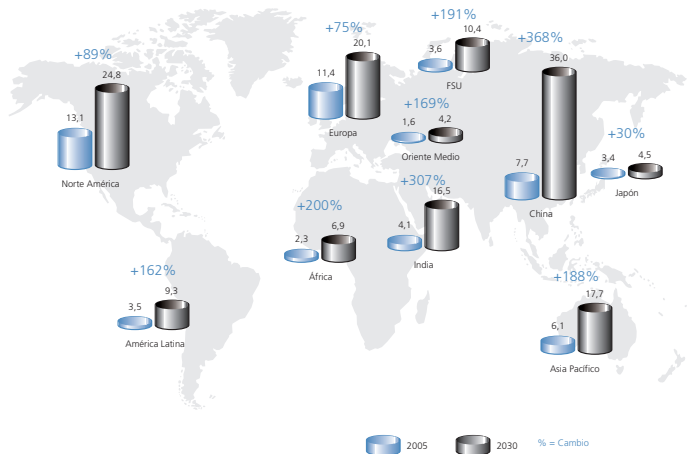 +191%
10,4
3,6
FSU
+75%
20,1
11,4
Europa
+368%
36,0
7,7
China
+89%
24,8
13,1
Norte América
+169%
1,6
4,2
Oriente Medio
+30%
3,4
4,5
Japón
+307%
16,5
4,1
India
+200%
2,3
6,9
África
+162%
3,5
9,3
América Latina
+188%
17,7
6,1
Asia Pacífico
2005
2030
% = Cambio